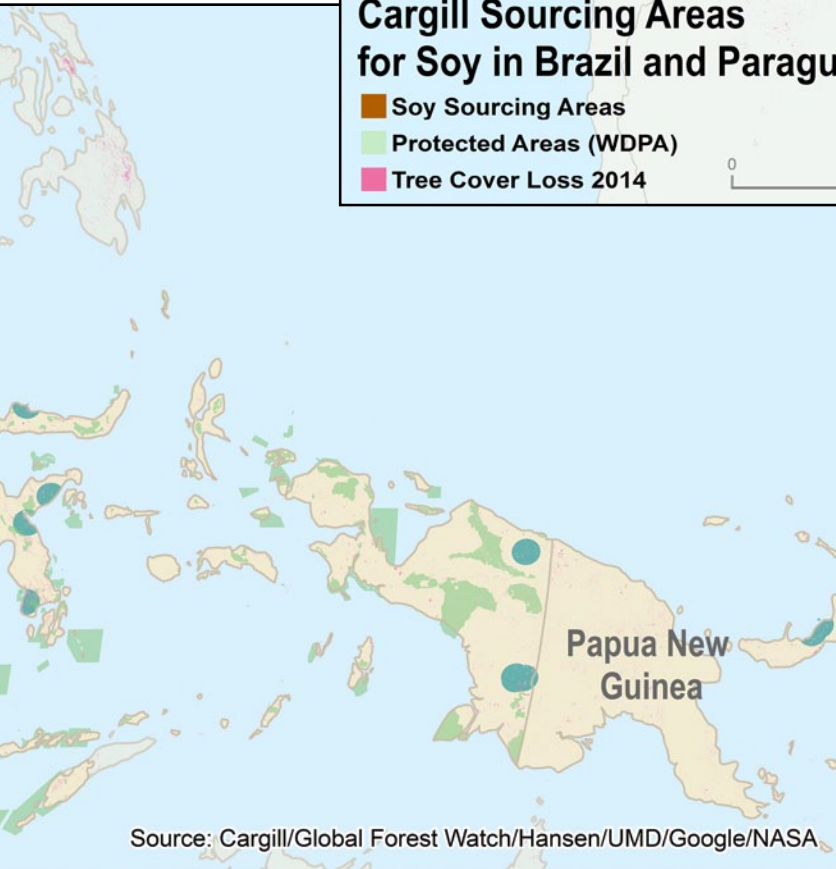 Cargill Sourcing Areas
for Soy in Brazil and Paragu
Soy Sourcing Areas
Protected Areas (WDPA)
Tree Cover Loss 2014
0
Papua New
Guinea
Source: Cargill/Global Forest Watch/Hansen/UMD/Google/NASA